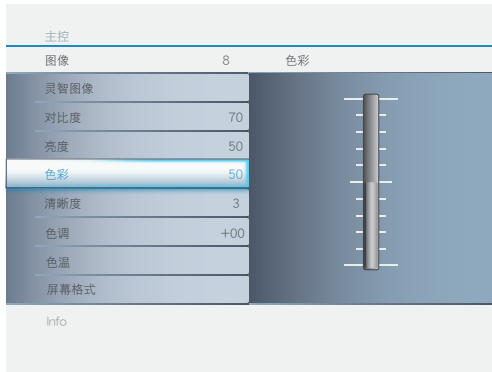 主控
图像 8 色彩
灵智图像
对比度 70
亮度 50
色彩 50
清晰度 3
色调 +00
色温
屏幕格式
Info